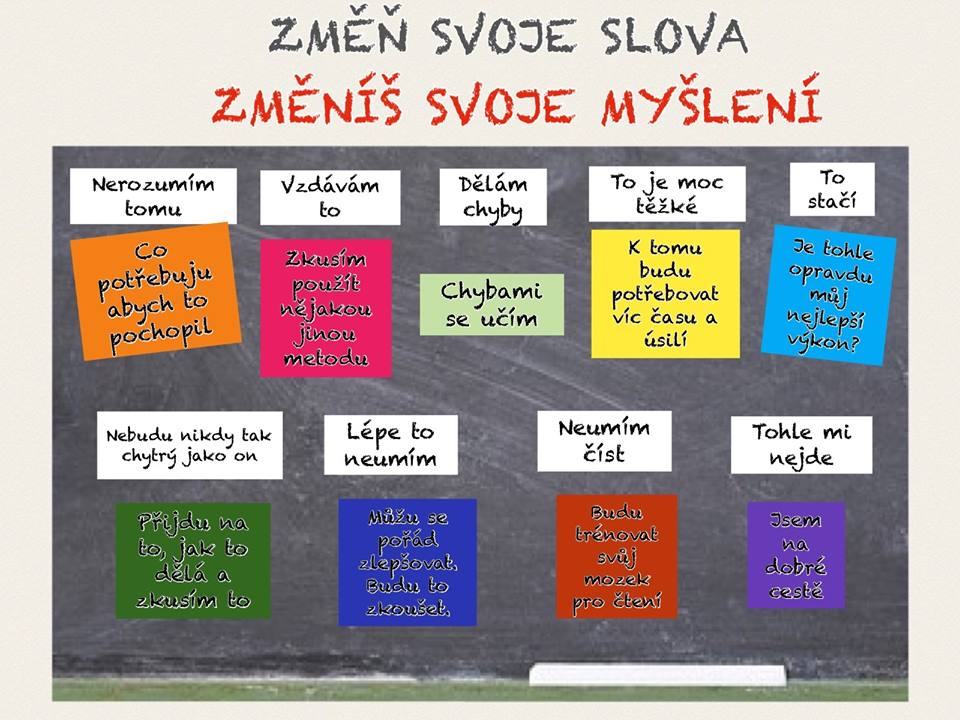 ZMĚŇ SVOJE SLOVA
ZMĚNÍŠ SVOJE MYŠLENÍ
Nerozumím
tomu
Co
potřebuju
abych to
pochopil
Vzdávám
to
Zkusím
použít
nějakou
jinou
metodu
Dělám
chyby
Chybami
se učím
To je moc
těžké
K tomu
budu
potřebovat
víc času a
úsilí
To
stačí
Je tohle
opravdu
můj
nejlepší
výkon?
Nebudu nikdy tak
chytrý jako on
Přijdu na
to, jak to
dělá a
zkusím to
Lépe to
neumím
Můžu se
pořád
zlepšovat.
Budu to
zkoušet.
Neumím
číst
Budu
trénovat
svůj
mozek
pro čtení
Tohle mi
nejde
Jsem
na
dobré
cestě